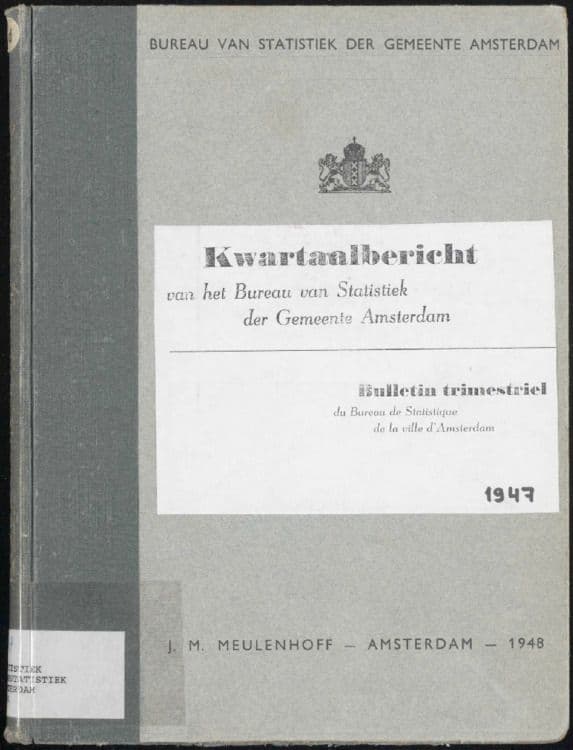 BUREAU VAN STATISTIEK DER GEMEENTE AMSTERDAM
Kwartaalbericht
van het Bureau van Statistiek
der Gemeente Amsterdam
Bulletin trimestriel
du Bureau de Statistique
de la ville d'Amsterdam
1947
J. M. MEULENHOFF — AMSTERDAM — 1948